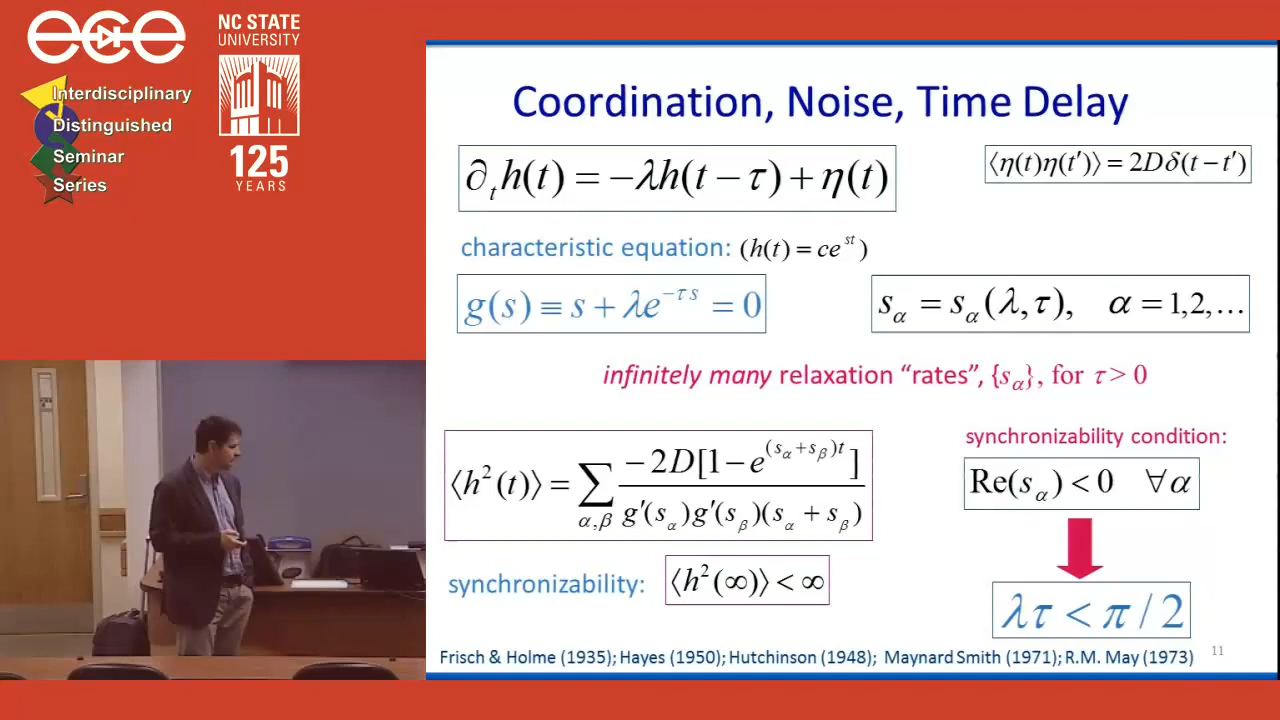 ece
NC STATE
UNIVERSITY
Interdisciplinary
Distinguished
Seminar
Series
125
YEARS
Coordination, Noise, Time Delay
∂ₜh(t) = −λh(t − τ) + η(t)
⟨η(t)η(t′)⟩ = 2Dδ(t − t′)
characteristic equation: (h(t) = ce^{st})
g(s) ≡ s + λe^{−τs} = 0
s_α = s_α(λ,τ), α = 1,2,…
infinitely many relaxation “rates”, {s_α}, for τ > 0
⟨h²(t)⟩ = ∑_{α,β} −2D[1 − e^{(s_α + s_β)t}] / g′(s_α)g′(s_β)(s_α + s_β)
synchronizability condition:
Re(s_α) < 0 ∀α
synchronizability: ⟨h²(∞)⟩ < ∞
λτ < π / 2
Frisch & Holme (1935); Hayes (1950); Hutchinson (1948); Maynard Smith (1971); R.M. May (1973)
11